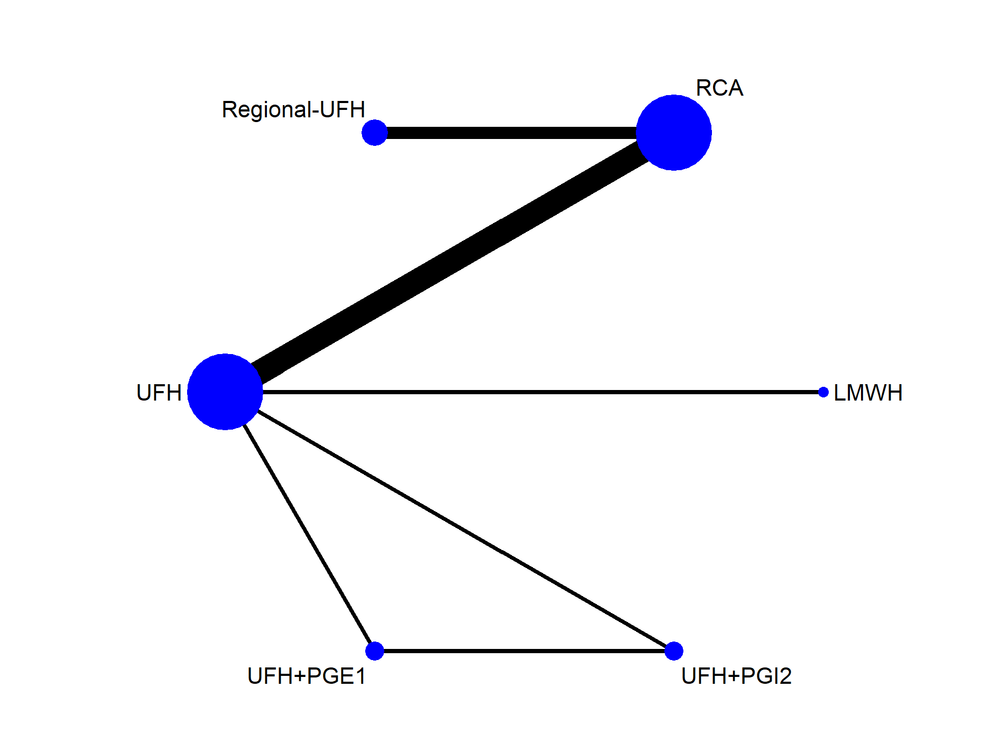 RCA
Regional-UFH
UFH
LMWH
UFH+PGE1
UFH+PGI2